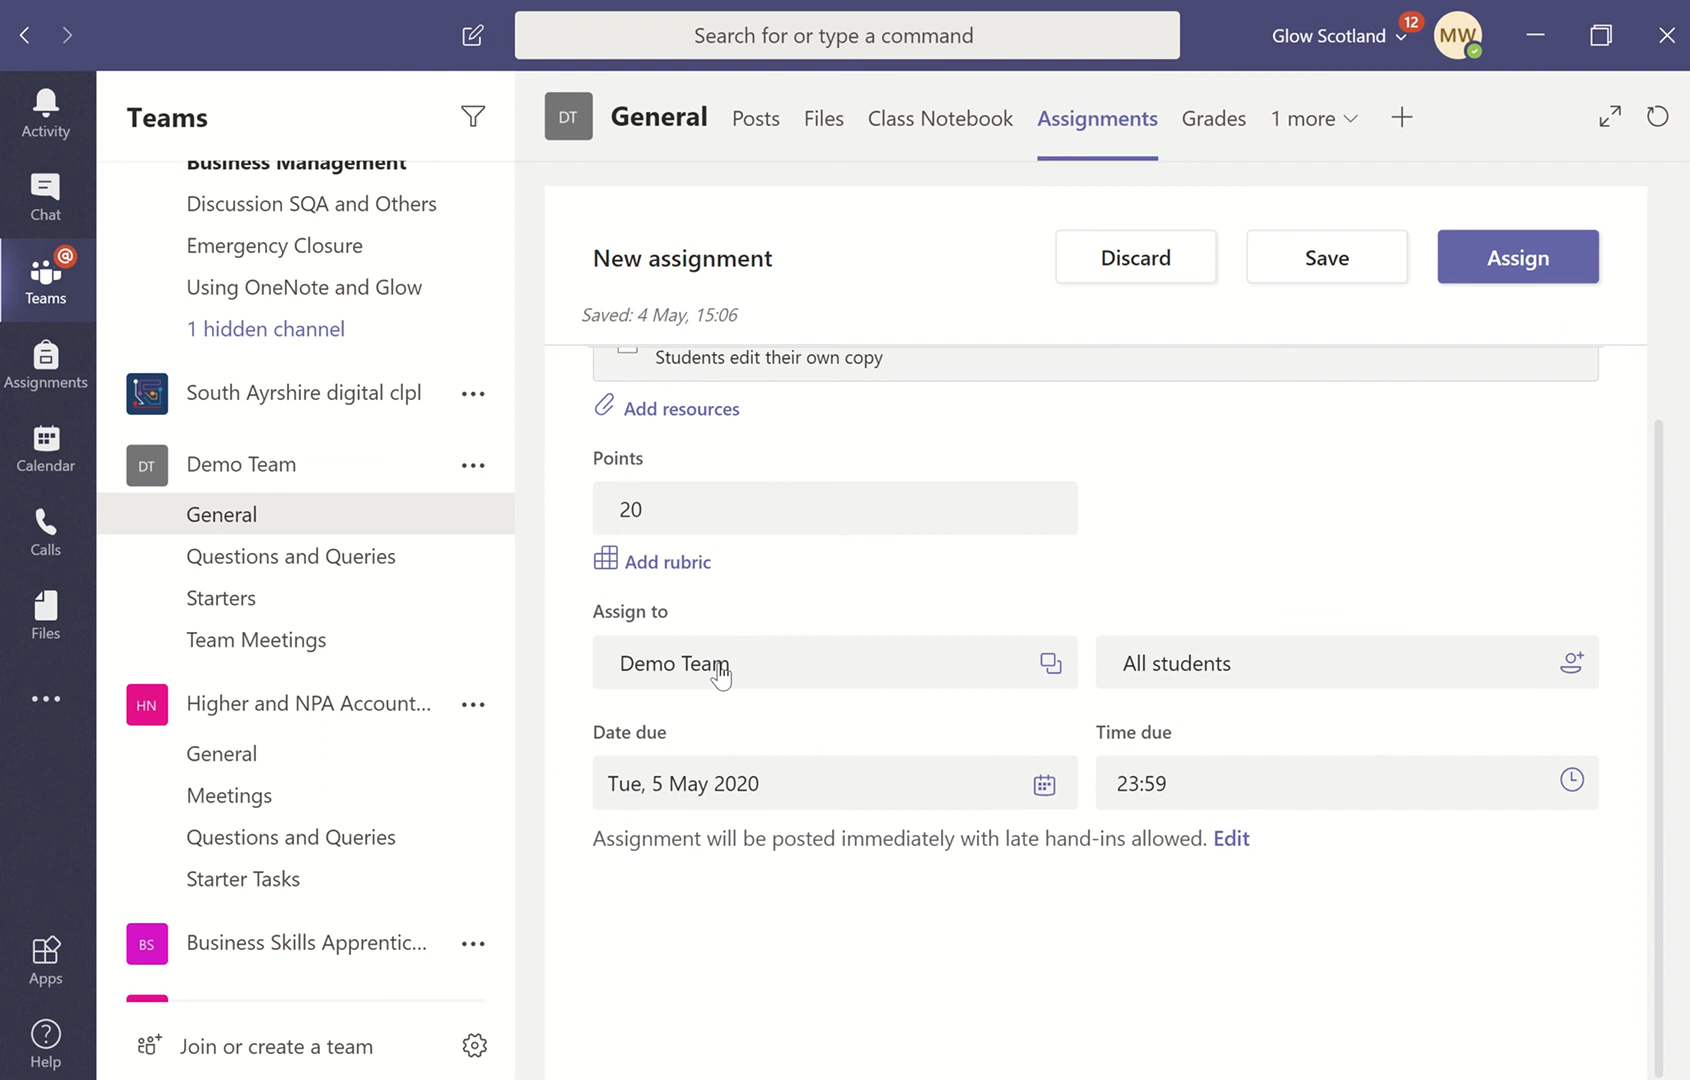 Search for or type a command
Glow Scotland
12
MW
Activity
Chat
@
Teams
Assignments
Calendar
Calls
Files
Apps
Help
Teams
Business Management
Discussion SQA and Others
Emergency Closure
Using OneNote and Glow
1 hidden channel
South Ayrshire digital clpl
DT
Demo Team
General
Questions and Queries
Starters
Team Meetings
HN
Higher and NPA Account...
General
Meetings
Questions and Queries
Starter Tasks
BS
Business Skills Apprentic...
Join or create a team
DT
General
Posts
Files
Class Notebook
Assignments
Grades
1 more
New assignment
Discard
Save
Assign
Saved: 4 May, 15:06
Students edit their own copy
Add resources
Points
20
Add rubric
Assign to
Demo Team
All students
Date due
Time due
Tue, 5 May 2020
23:59
Assignment will be posted immediately with late hand-ins allowed. Edit